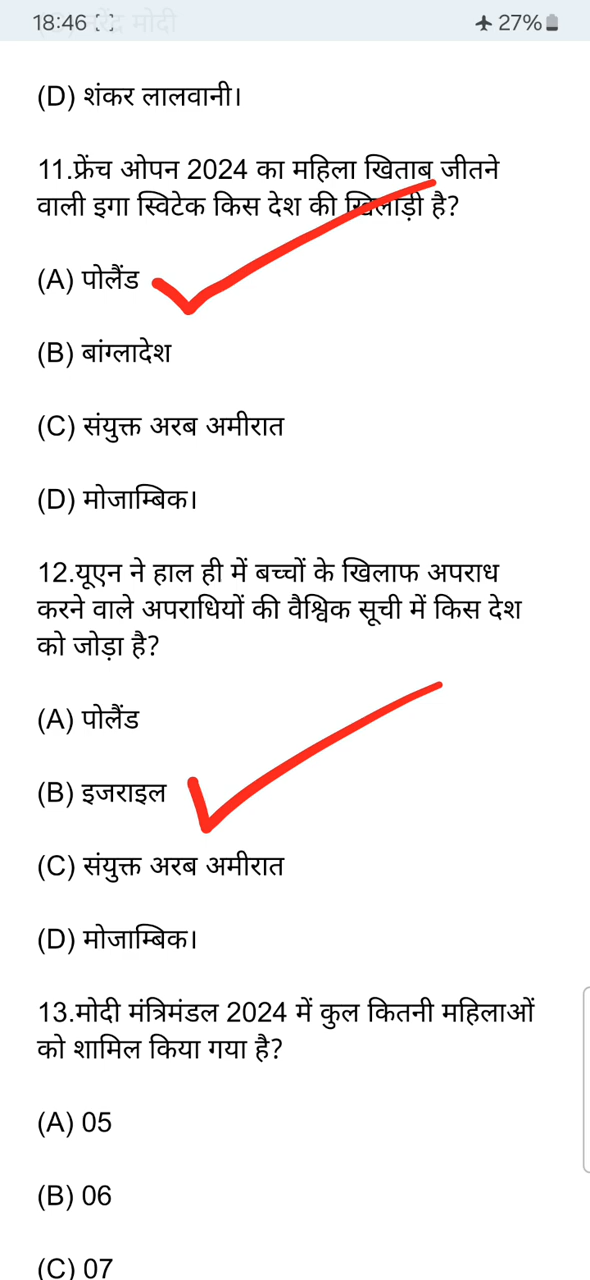 18:46
27%
(D) शंकर लालवानी।
11.फ्रेंच ओपन 2024 का महिला खिताब जीतने
वाली इगा स्विटेक किस देश की खिलाड़ी है?
(A) पोलैंड
(B) बांग्लादेश
(C) संयुक्त अरब अमीरात
(D) मोजाम्बिक।
12.यूएन ने हाल ही में बच्चों के खिलाफ अपराध
करने वाले अपराधियों की वैश्विक सूची में किस देश
को जोड़ा है?
(A) पोलैंड
(B) इजराइल
(C) संयुक्त अरब अमीरात
(D) मोजाम्बिक।
13.मोदी मंत्रिमंडल 2024 में कुल कितनी महिलाओं
को शामिल किया गया है?
(A) 05
(B) 06
(C) 07